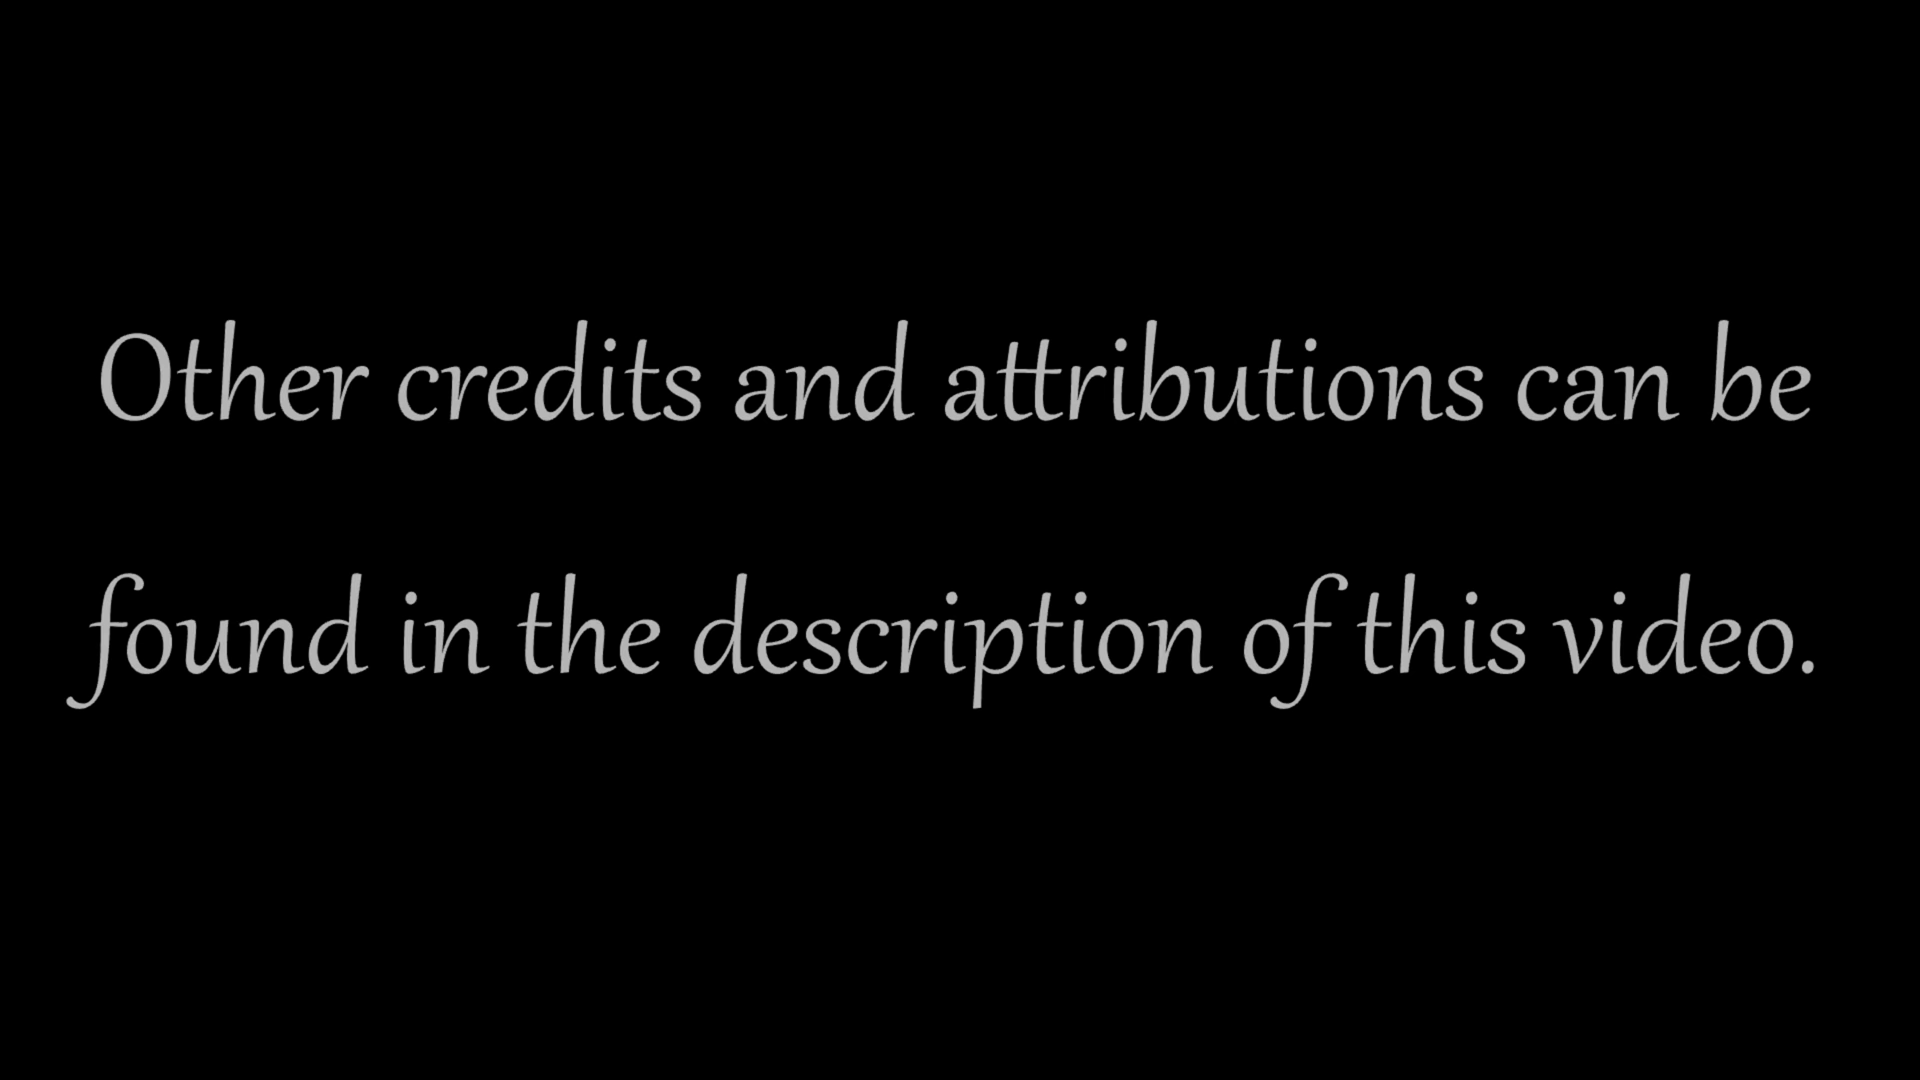 Other credits and attributions can be
found in the description of this video.